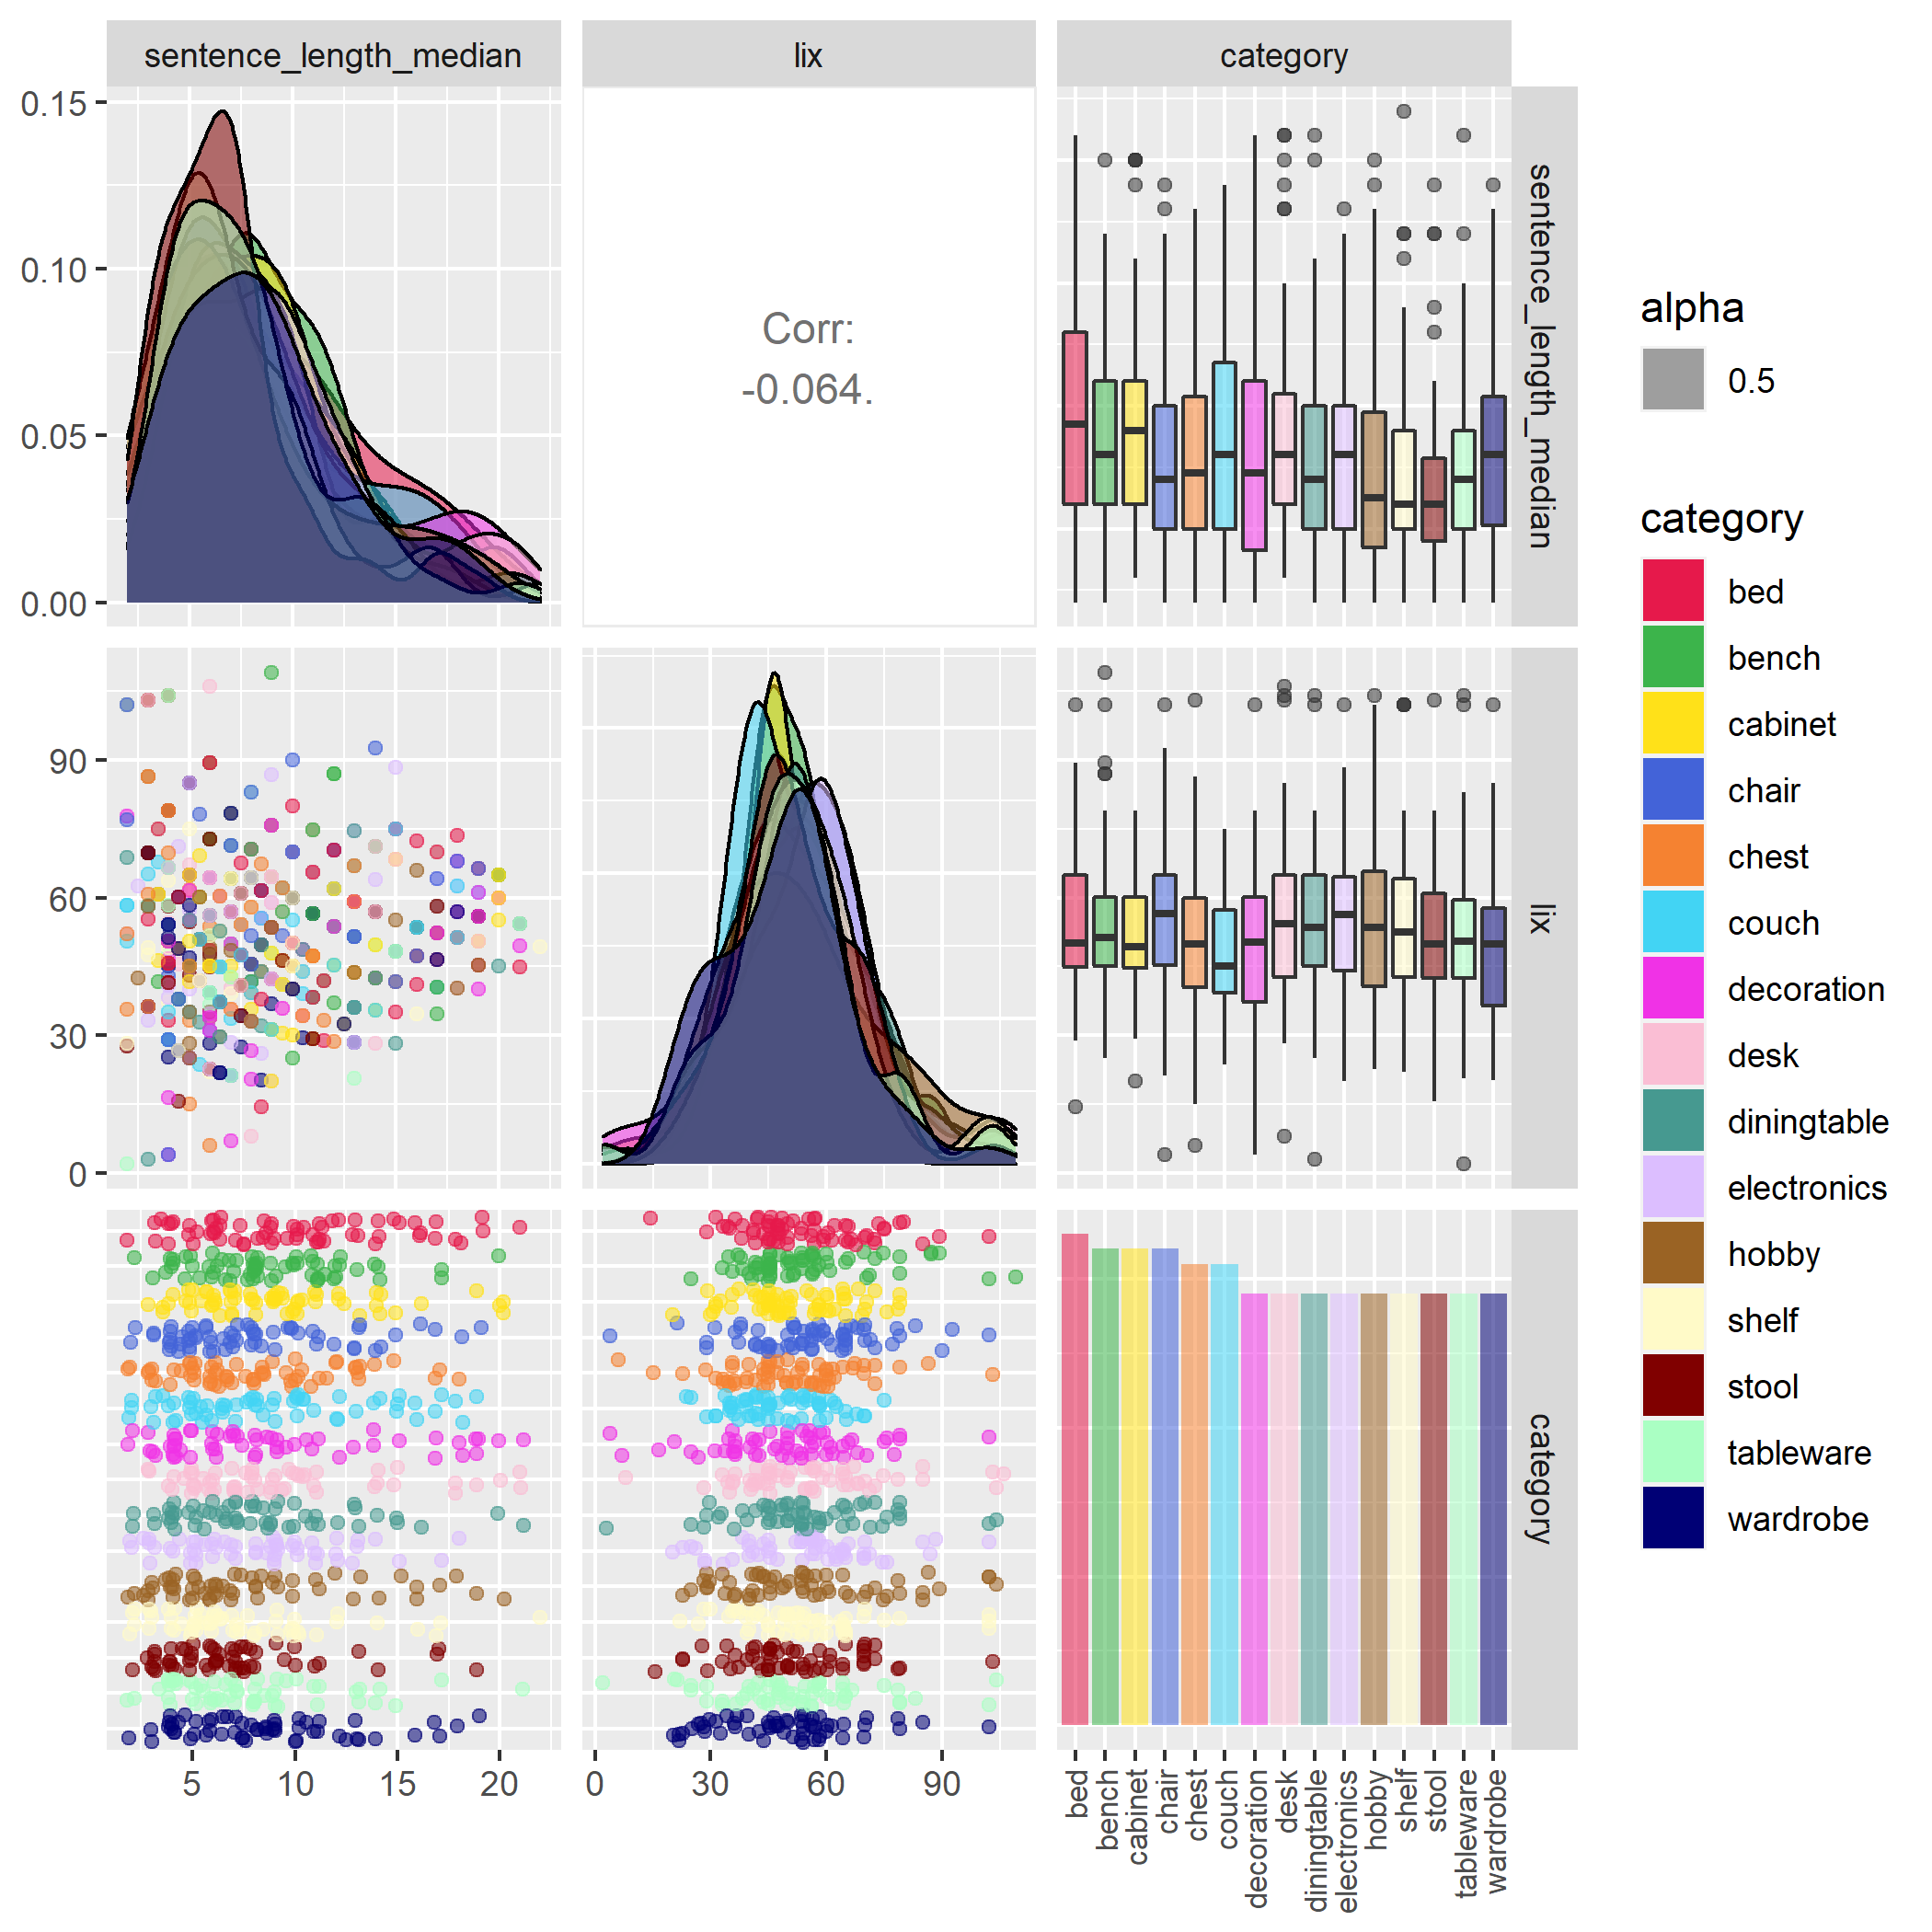 sentence_length_median
lix
category
0.15
0.10
0.05
0.00
Corr:
-0.064.
sentence_length_median
90
60
30
0
lix
category
5
10
15
20
0
30
60
90
bed
bench
cabinet
chair
chest
couch
decoration
desk
diningtable
electronics
hobby
shelf
stool
tableware
wardrobe
alpha
0.5
category
bed
bench
cabinet
chair
chest
couch
decoration
desk
diningtable
electronics
hobby
shelf
stool
tableware
wardrobe